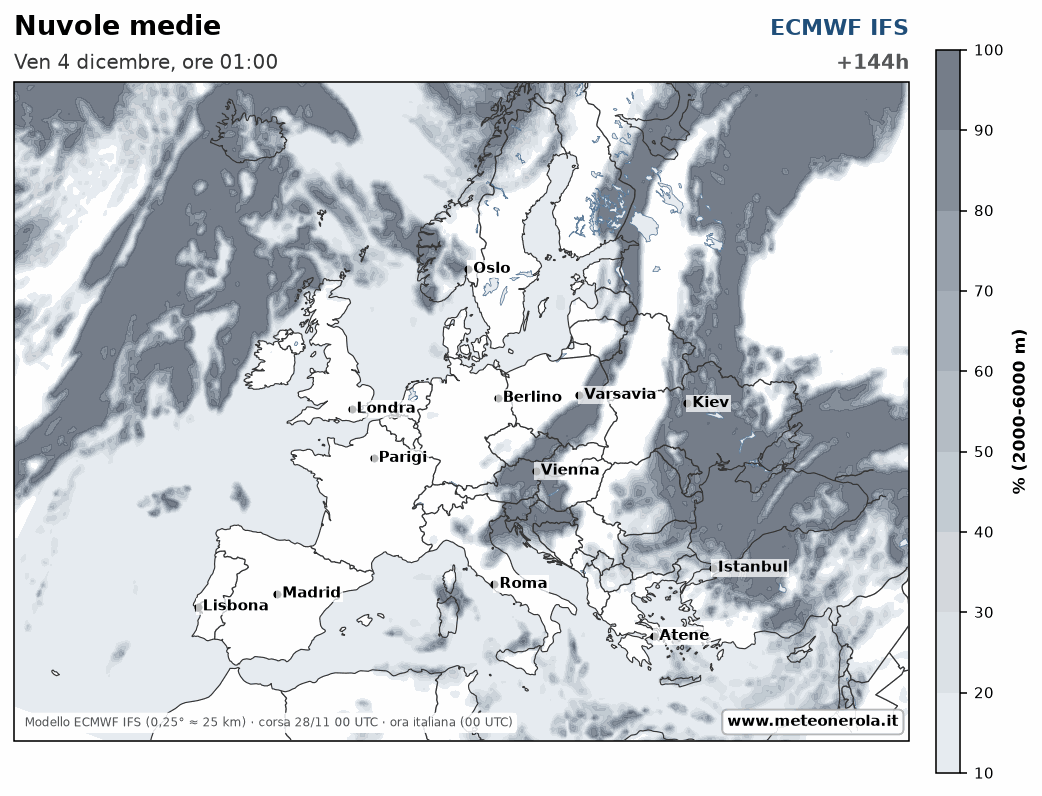 Nuvole medie
ECMWF IFS
Ven 4 dicembre, ore 01:00
+144h
Oslo
Londra
Berlino
Varsavia
Kiev
Parigi
Vienna
Istanbul
Roma
Madrid
Lisbona
Atene
Modello ECMWF IFS (0,25° ≈ 25 km) · corsa 28/11 00 UTC · ora italiana (00 UTC)
www.meteonerola.it
100
90
80
70
60
50
40
30
20
10
% (2000-6000 m)